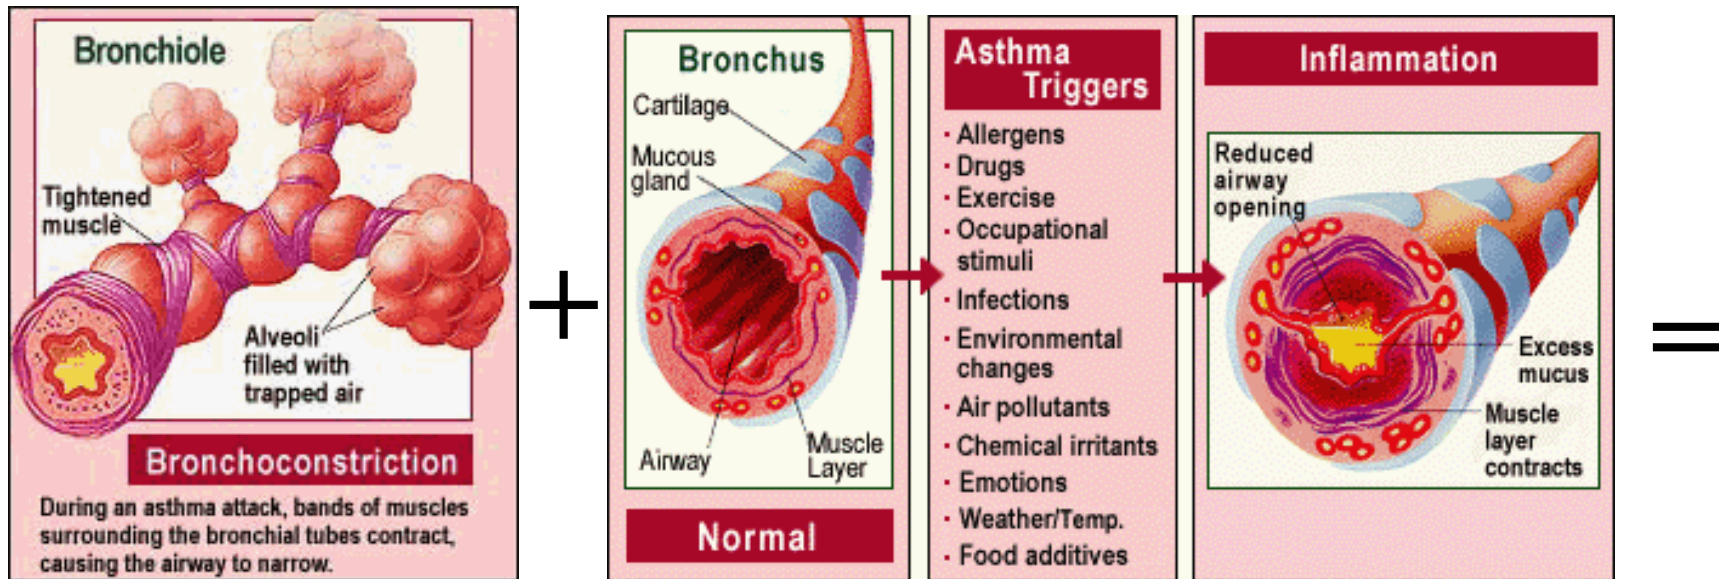 Bronchiole
Tightened
muscle
Alveoli
filled with
trapped air
Bronchoconstriction
During an asthma attack, bands of muscles
surrounding the bronchial tubes contract,
causing the airway to narrow.
+
Bronchus
Cartilage
Mucous
gland
Airway
Muscle
Layer
Normal
Asthma
Triggers
· Allergens
· Drugs
· Exercise
· Occupational
stimuli
· Infections
· Environmental
changes
· Air pollutants
· Chemical irritants
· Emotions
· Weather/Temp.
· Food additives
Inflammation
Reduced
airway
opening
Excess
mucus
Muscle
layer
contracts
=